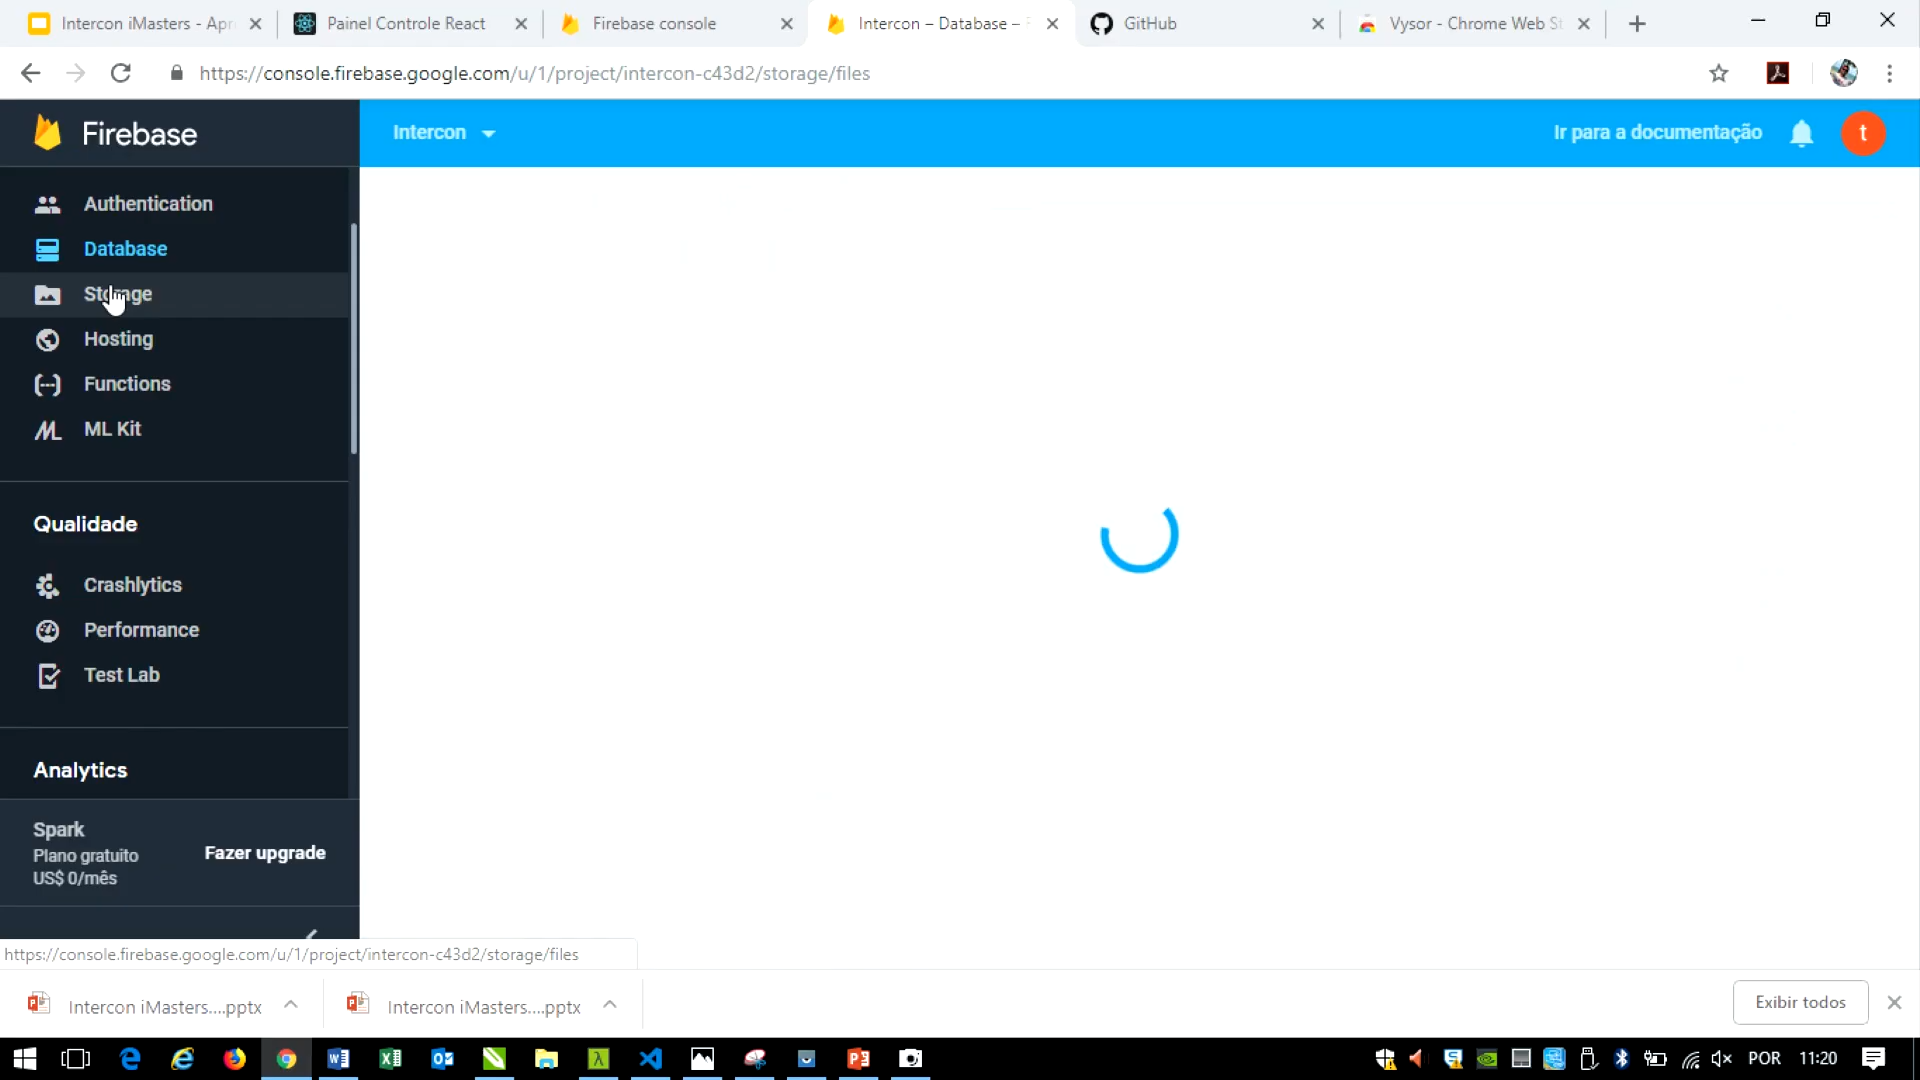 Intercon iMasters - Apr
Painel Controle React
Firebase console
Intercon – Database –
GitHub
Vysor - Chrome Web St
https://console.firebase.google.com/u/1/project/intercon-c43d2/storage/files
Firebase
Intercon
Ir para a documentação
t
Authentication
Database
Storage
Hosting
Functions
ML Kit
Qualidade
Crashlytics
Performance
Test Lab
Analytics
Spark
Plano gratuito
US$ 0/mês
Fazer upgrade
https://console.firebase.google.com/u/1/project/intercon-c43d2/storage/files
Intercon iMasters....pptx
Intercon iMasters....pptx
Exibir todos
POR
11:20